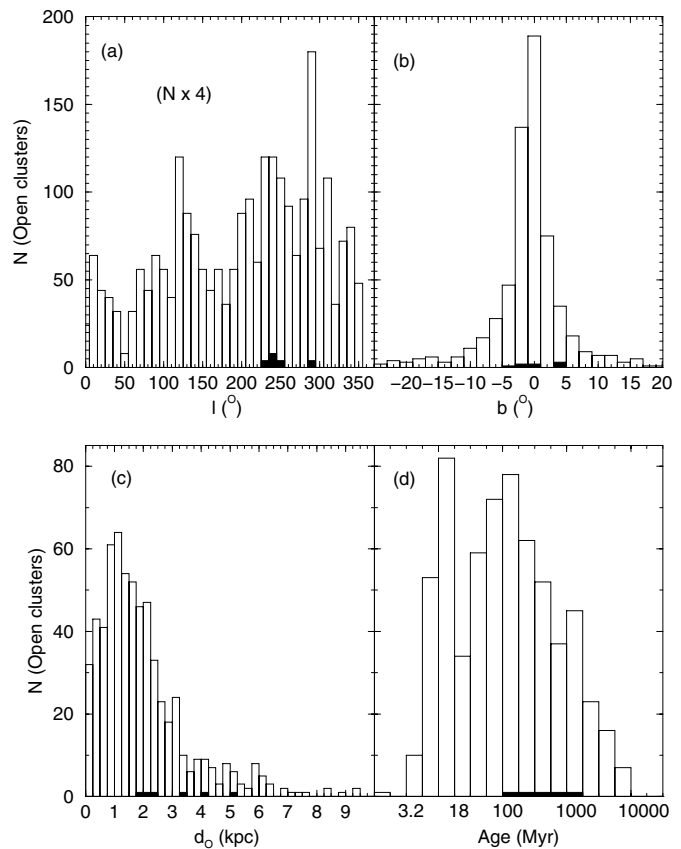 200
150
100
50
0
N (Open clusters)
(a)
(N x 4)
0 50 100 150 200 250 300 350
l (°)
(b)
−20 −15 −10 −5 0 5 10 15 20
b (°)
80
60
40
20
0
N (Open clusters)
(c)
0 1 2 3 4 5 6 7 8 9
d⊙ (kpc)
(d)
3.2 18 100 1000 10000
Age (Myr)